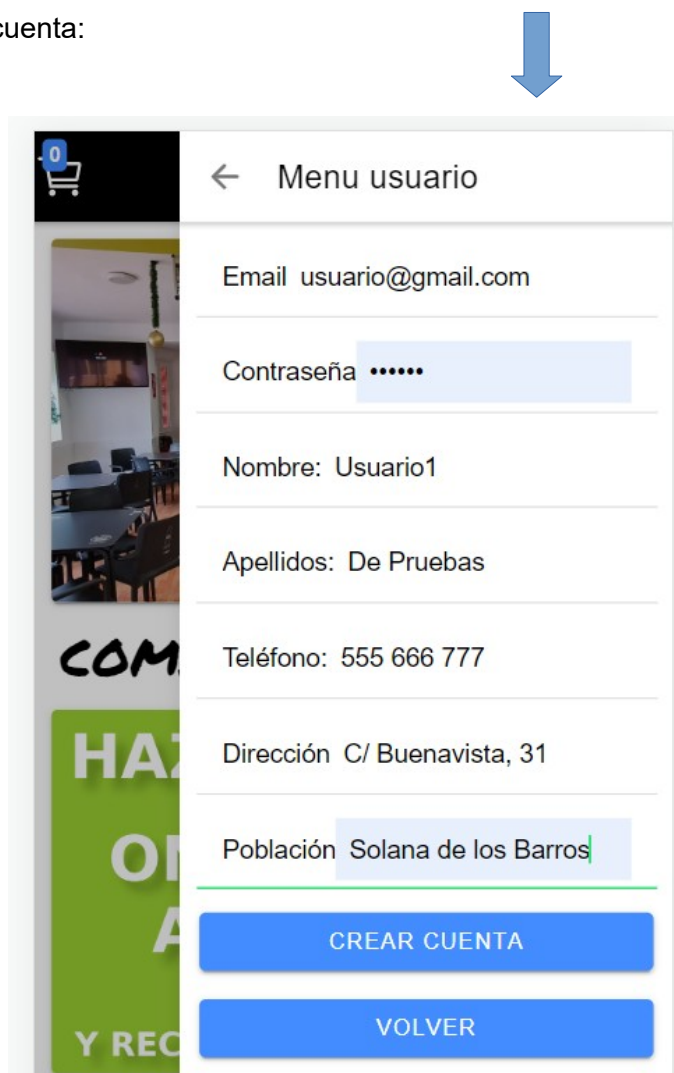 cuenta:
0
Menu usuario
Email usuario@gmail.com
Contraseña ••••••
Nombre: Usuario1
Apellidos: De Pruebas
Teléfono: 555 666 777
Dirección C/ Buenavista, 31
Población Solana de los Barros
CREAR CUENTA
VOLVER
COM
HAZ
A
Y REC